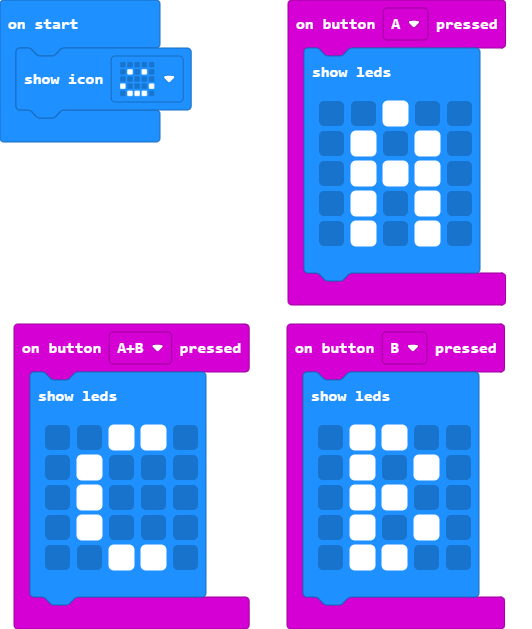 on start
show icon
on button A pressed
show leds
on button A+B pressed
show leds
on button B pressed
show leds